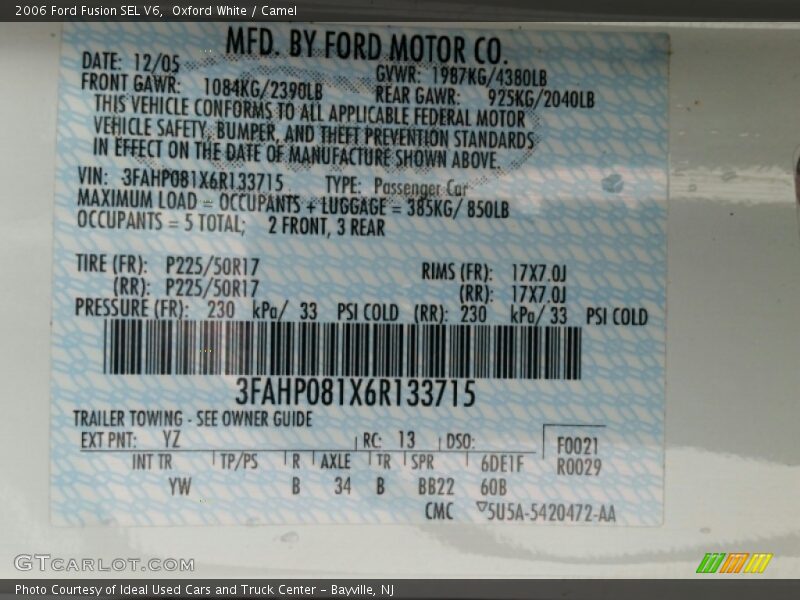 2006 Ford Fusion SEL V6, Oxford White / Camel
MFD. BY FORD MOTOR CO.
DATE: 12/05 GVWR: 1987KG/4380LB
FRONT GAWR: 1084KG/2390LB REAR GAWR: 925KG/2040LB
THIS VEHICLE CONFORMS TO ALL APPLICABLE FEDERAL MOTOR
VEHICLE SAFETY, BUMPER, AND THEFT PREVENTION STANDARDS
IN EFFECT ON THE DATE OF MANUFACTURE SHOWN ABOVE.
VIN: 3FAHP081X6R133715 TYPE: Passenger Car
MAXIMUM LOAD = OCCUPANTS + LUGGAGE = 385KG/ 850LB
OCCUPANTS = 5 TOTAL; 2 FRONT, 3 REAR
TIRE (FR): P225/50R17 RIMS (FR): 17X7.0J
(RR): P225/50R17 (RR): 17X7.0J
PRESSURE (FR): 230 kPa/ 33 PSI COLD (RR): 230 kPa/ 33 PSI COLD
3FAHP081X6R133715
TRAILER TOWING - SEE OWNER GUIDE
EXT PNT: YZ RC: 13 DSO: F0021
INT TR TP/PS R AXLE TR SPR 6DE1F R0029
YW B 34 B BB22 60B
CMC ▽5U5A-5420472-AA
GTCARLOT.COM
Photo Courtesy of Ideal Used Cars and Truck Center – Bayville, NJ